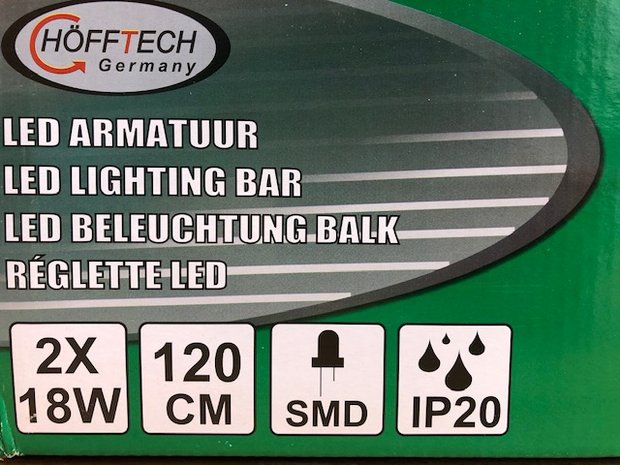 HÖFFTECH
Germany
LED ARMATUUR
LED LIGHTING BAR
LED BELEUCHTUNG BALK
RÉGLETTE LED
2X
18W
120
CM
SMD
IP20